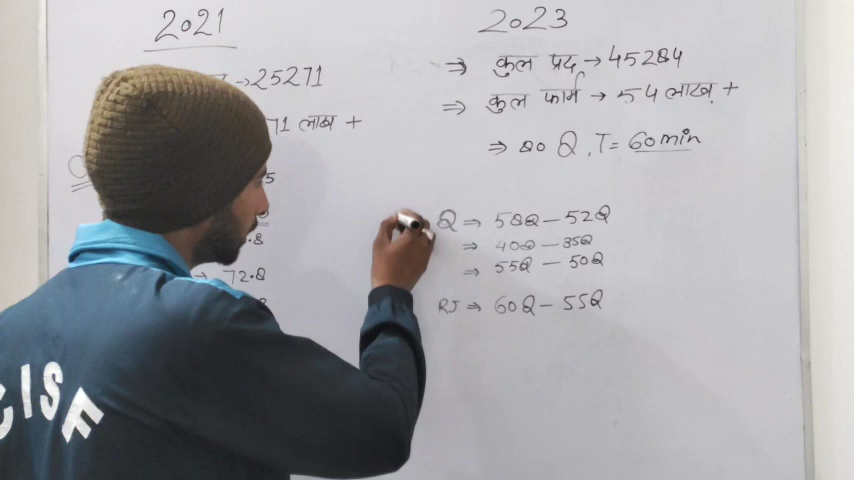 2021
→25271
71 लाख +
5
.8
→ 72.8
2023
⇒ कुल पद → 45284
⇒ कुल फार्म → 54 लाख +
⇒ 80 Q . T = 60 min
Q ⇒ 58Q – 52Q
⇒ 40Q – 35Q
⇒ 55Q – 50Q
RJ ⇒ 60Q – 55Q
CISF